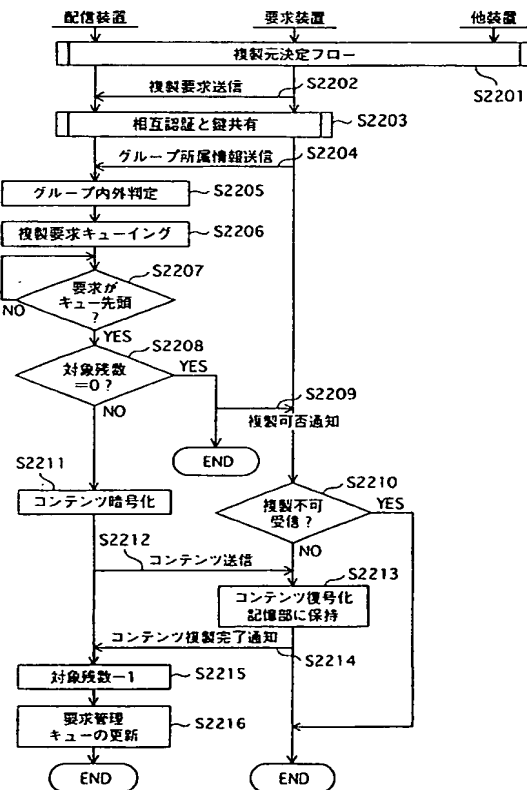 配信装置
要求装置
他装置
複製元決定フロー
S2201
複製要求送信
S2202
相互認証と鍵共有
S2203
グループ所属情報送信
S2204
グループ内外判定
S2205
複製要求キューイング
S2206
要求が
キュー先頭
?
S2207
NO
YES
対象残数
=0?
S2208
YES
NO
S2209
複製可否通知
END
S2211
コンテンツ暗号化
S2210
複製不可
受信?
YES
NO
S2212
コンテンツ送信
S2213
コンテンツ復号化
記憶部に保持
コンテンツ複製完了通知
S2214
対象残数-1
S2215
要求管理
キューの更新
S2216
END
END